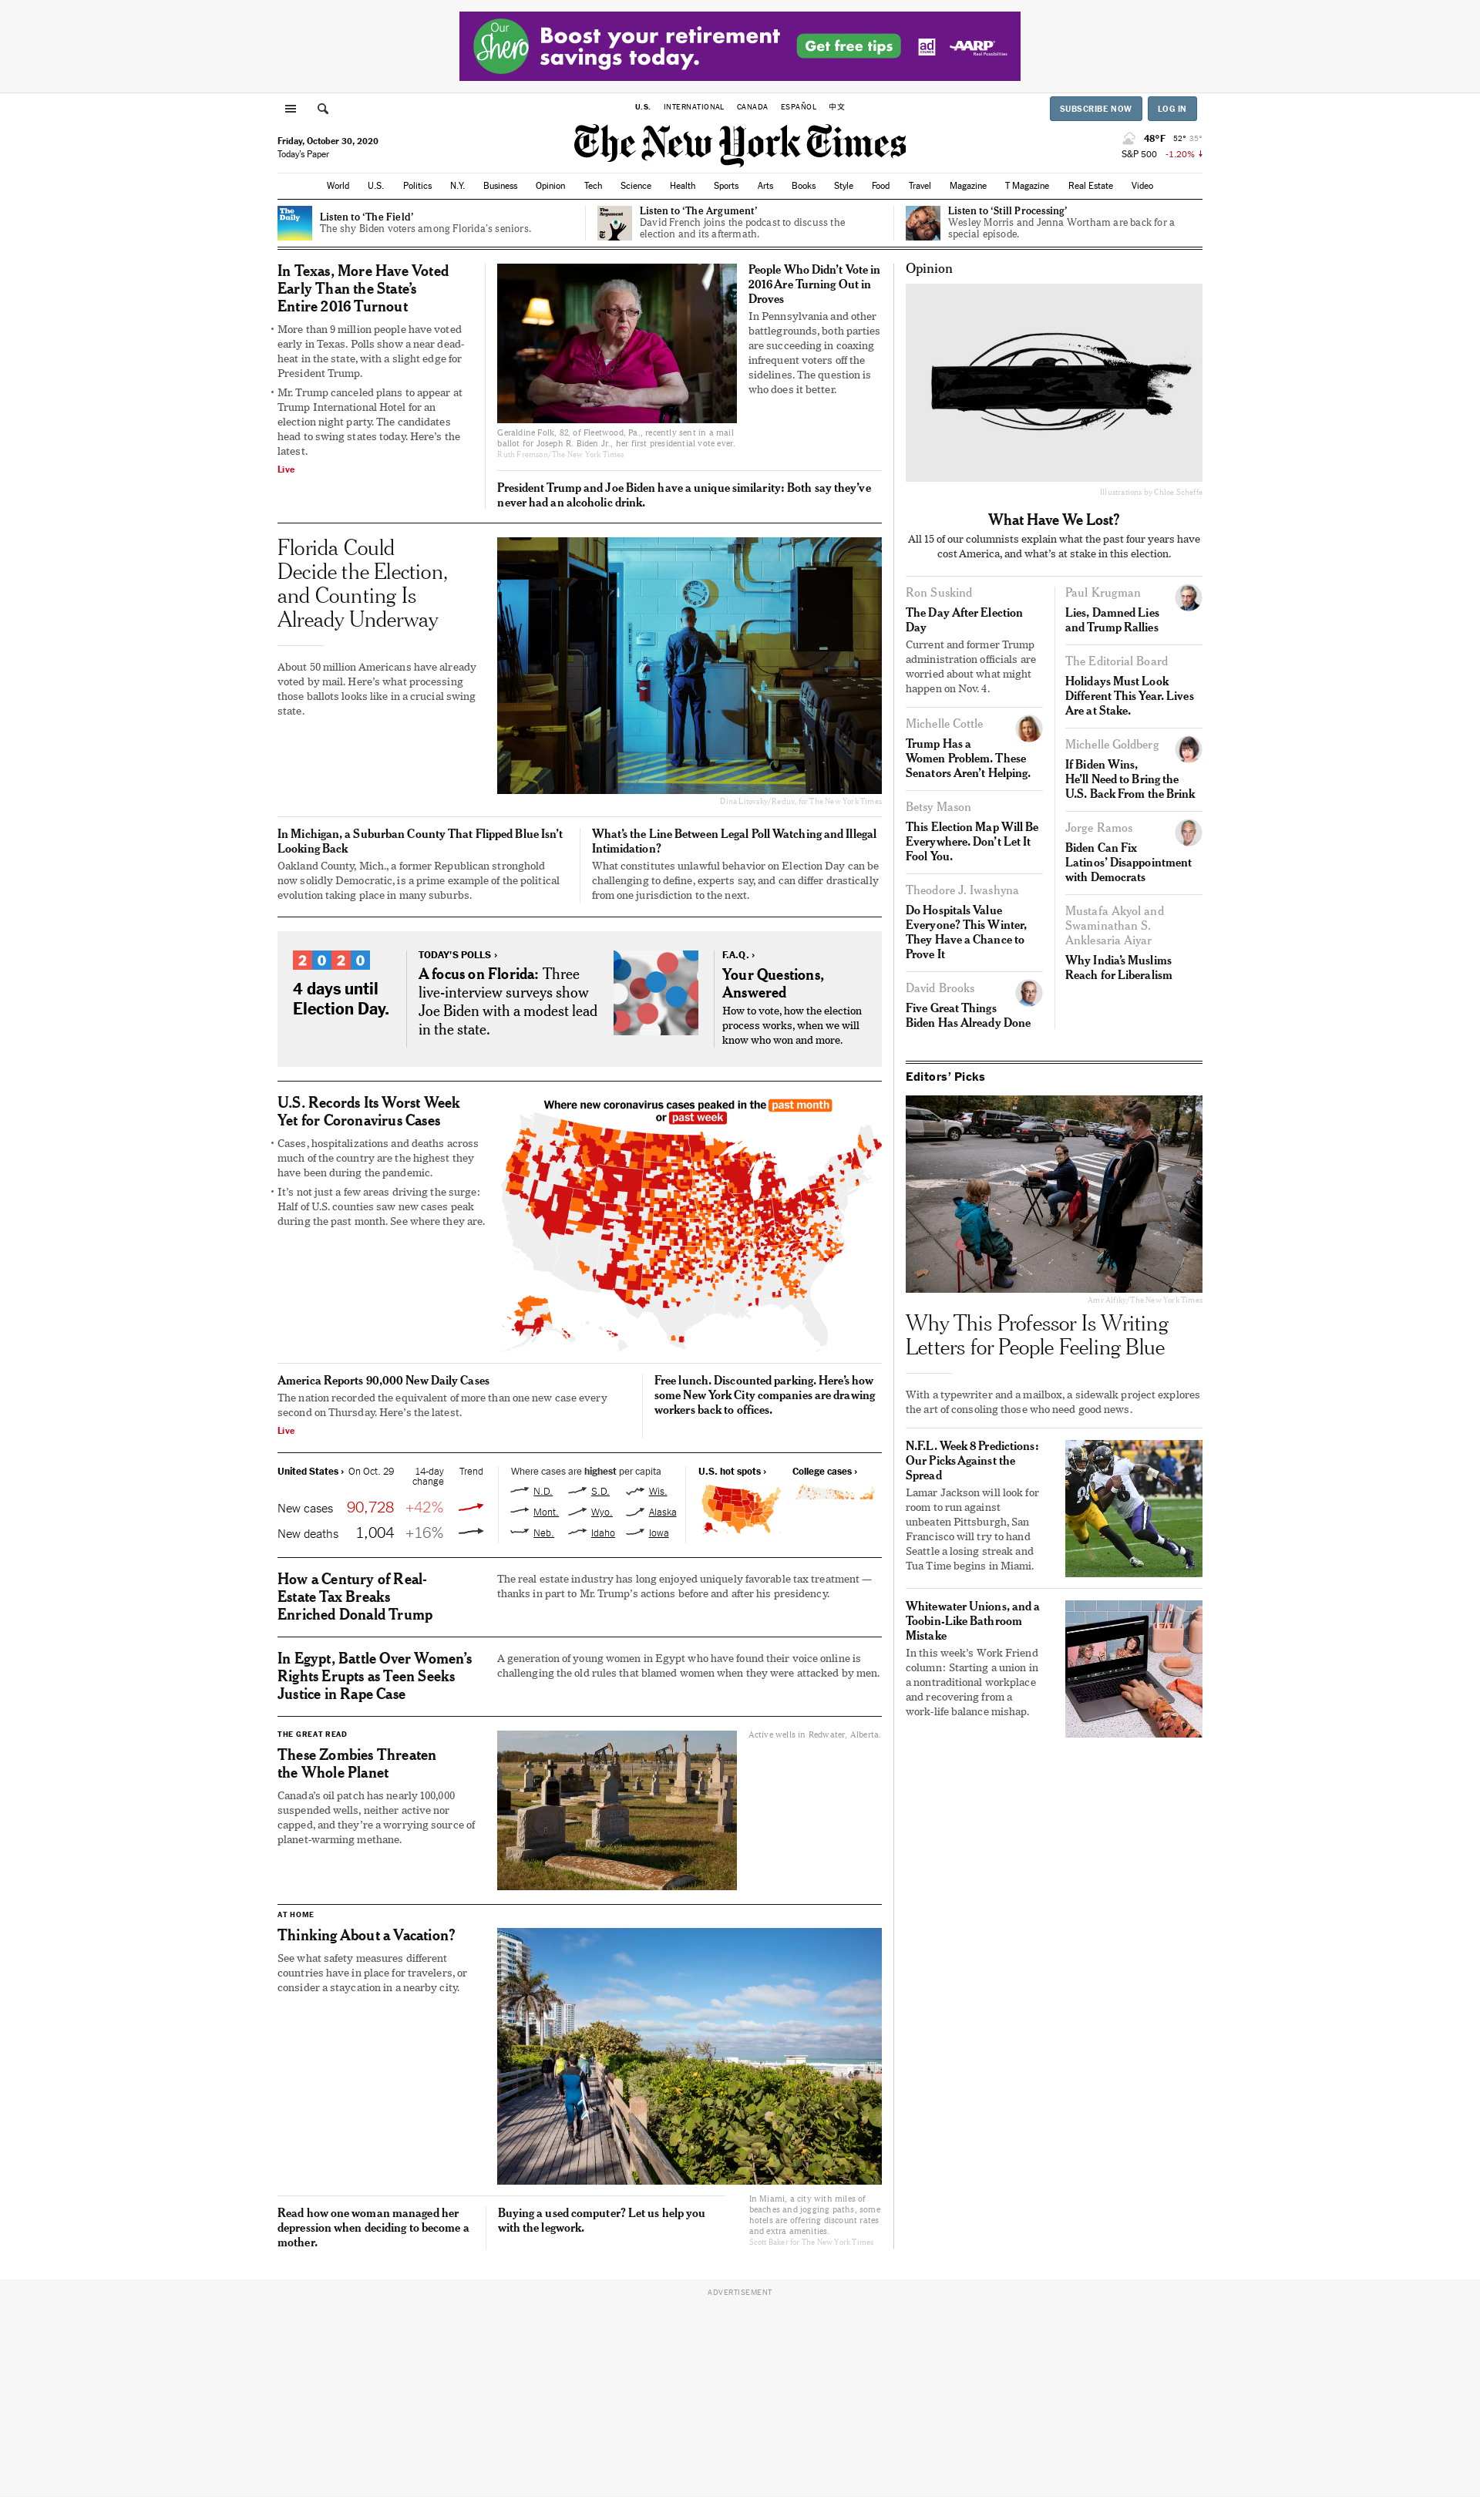 Our
Shero
Boost your retirement
savings today.
Get free tips
ad
COUNCIL
AARP
Real Possibilities
U.S. INTERNATIONAL CANADA ESPAÑOL 中文
SUBSCRIBE NOW LOG IN
Friday, October 30, 2020
Today's Paper
The New York Times
48°F 52° 35°
S&P 500 -1.20%
World U.S. Politics N.Y. Business Opinion Tech Science Health Sports Arts Books Style Food Travel Magazine T Magazine Real Estate Video
The
Daily
Listen to ‘The Field’
The shy Biden voters among Florida’s seniors.
The
Argument
Listen to ‘The Argument’
David French joins the podcast to discuss the
election and its aftermath.
Listen to ‘Still Processing’
Wesley Morris and Jenna Wortham are back for a
special episode.
In Texas, More Have Voted
Early Than the State’s
Entire 2016 Turnout
• More than 9 million people have voted
early in Texas. Polls show a near dead-
heat in the state, with a slight edge for
President Trump.
• Mr. Trump canceled plans to appear at
Trump International Hotel for an
election night party. The candidates
head to swing states today. Here’s the
latest.
Live
Geraldine Folk, 82, of Fleetwood, Pa., recently sent in a mail
ballot for Joseph R. Biden Jr., her first presidential vote ever.
Ruth Fremson/The New York Times
People Who Didn’t Vote in
2016 Are Turning Out in
Droves
In Pennsylvania and other
battlegrounds, both parties
are succeeding in coaxing
infrequent voters off the
sidelines. The question is
who does it better.
President Trump and Joe Biden have a unique similarity: Both say they’ve
never had an alcoholic drink.
Florida Could
Decide the Election,
and Counting Is
Already Underway
About 50 million Americans have already
voted by mail. Here’s what processing
those ballots looks like in a crucial swing
state.
Dina Litovsky/Redux, for The New York Times
In Michigan, a Suburban County That Flipped Blue Isn’t
Looking Back
Oakland County, Mich., a former Republican stronghold
now solidly Democratic, is a prime example of the political
evolution taking place in many suburbs.
What’s the Line Between Legal Poll Watching and Illegal
Intimidation?
What constitutes unlawful behavior on Election Day can be
challenging to define, experts say, and can differ drastically
from one jurisdiction to the next.
2020
4 days until
Election Day.
TODAY’S POLLS ›
A focus on Florida: Three
live-interview surveys show
Joe Biden with a modest lead
in the state.
F.A.Q. ›
Your Questions,
Answered
How to vote, how the election
process works, when we will
know who won and more.
U.S. Records Its Worst Week
Yet for Coronavirus Cases
• Cases, hospitalizations and deaths across
much of the country are the highest they
have been during the pandemic.
• It’s not just a few areas driving the surge:
Half of U.S. counties saw new cases peak
during the past month. See where they are.
Where new coronavirus cases peaked in the past month
or past week
America Reports 90,000 New Daily Cases
The nation recorded the equivalent of more than one new case every
second on Thursday. Here’s the latest.
Live
Free lunch. Discounted parking. Here’s how
some New York City companies are drawing
workers back to offices.
United States › On Oct. 29 14-day Trend
change
New cases 90,728 +42%
New deaths 1,004 +16%
Where cases are highest per capita
N.D. S.D. Wis.
Mont. Wyo. Alaska
Neb. Idaho Iowa
U.S. hot spots ›
College cases ›
How a Century of Real-
Estate Tax Breaks
Enriched Donald Trump
The real estate industry has long enjoyed uniquely favorable tax treatment —
thanks in part to Mr. Trump’s actions before and after his presidency.
In Egypt, Battle Over Women’s
Rights Erupts as Teen Seeks
Justice in Rape Case
A generation of young women in Egypt who have found their voice online is
challenging the old rules that blamed women when they were attacked by men.
THE GREAT READ
These Zombies Threaten
the Whole Planet
Canada’s oil patch has nearly 100,000
suspended wells, neither active nor
capped, and they’re a worrying source of
planet-warming methane.
Active wells in Redwater, Alberta.
AT HOME
Thinking About a Vacation?
See what safety measures different
countries have in place for travelers, or
consider a staycation in a nearby city.
In Miami, a city with miles of
beaches and jogging paths, some
hotels are offering discount rates
and extra amenities.
Scott Baker for The New York Times
Read how one woman managed her
depression when deciding to become a
mother.
Buying a used computer? Let us help you
with the legwork.
Opinion
Illustrations by Chloe Scheffe
What Have We Lost?
All 15 of our columnists explain what the past four years have
cost America, and what’s at stake in this election.
Ron Suskind
The Day After Election
Day
Current and former Trump
administration officials are
worried about what might
happen on Nov. 4.
Michelle Cottle
Trump Has a
Women Problem. These
Senators Aren’t Helping.
Betsy Mason
This Election Map Will Be
Everywhere. Don’t Let It
Fool You.
Theodore J. Iwashyna
Do Hospitals Value
Everyone? This Winter,
They Have a Chance to
Prove It
David Brooks
Five Great Things
Biden Has Already Done
Paul Krugman
Lies, Damned Lies
and Trump Rallies
The Editorial Board
Holidays Must Look
Different This Year. Lives
Are at Stake.
Michelle Goldberg
If Biden Wins,
He’ll Need to Bring the
U.S. Back From the Brink
Jorge Ramos
Biden Can Fix
Latinos’ Disappointment
with Democrats
Mustafa Akyol and
Swaminathan S.
Anklesaria Aiyar
Why India’s Muslims
Reach for Liberalism
Editors’ Picks
Amr Alfiky/The New York Times
Why This Professor Is Writing
Letters for People Feeling Blue
With a typewriter and a mailbox, a sidewalk project explores
the art of consoling those who need good news.
N.F.L. Week 8 Predictions:
Our Picks Against the
Spread
Lamar Jackson will look for
room to run against
unbeaten Pittsburgh, San
Francisco will try to hand
Seattle a losing streak and
Tua Time begins in Miami.
Whitewater Unions, and a
Toobin-Like Bathroom
Mistake
In this week’s Work Friend
column: Starting a union in
a nontraditional workplace
and recovering from a
work-life balance mishap.
ADVERTISEMENT